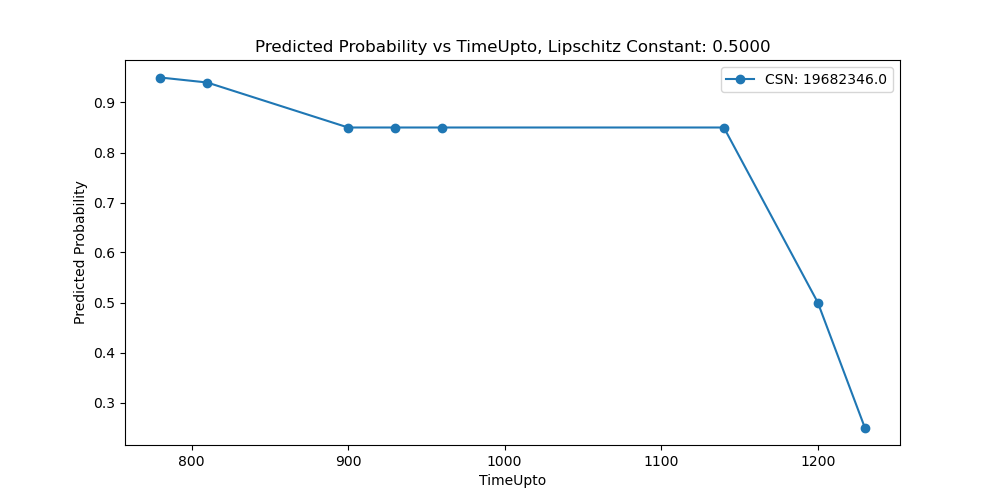 Predicted Probability vs TimeUpto, Lipschitz Constant: 0.5000
CSN: 19682346.0
Predicted Probability
0.9
0.8
0.7
0.6
0.5
0.4
0.3
800 900 1000 1100 1200
TimeUpto